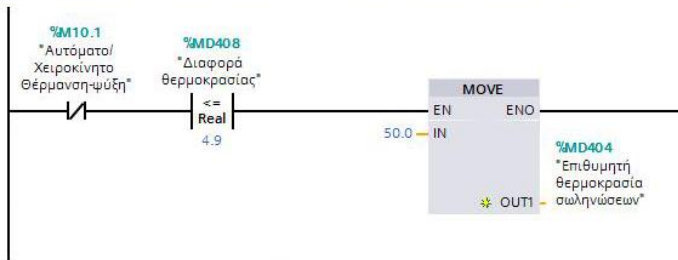 %M10.1
"Αυτόματο/
Χειροκίνητο
Θέρμανση-ψύξη"
%MD408
"Διαφορά
θερμοκρασίας"
<=
Real
4.9
MOVE
EN ENO
50.0 IN
OUT1
%MD404
"Επιθυμητή
θερμοκρασία
σωληνώσεων"